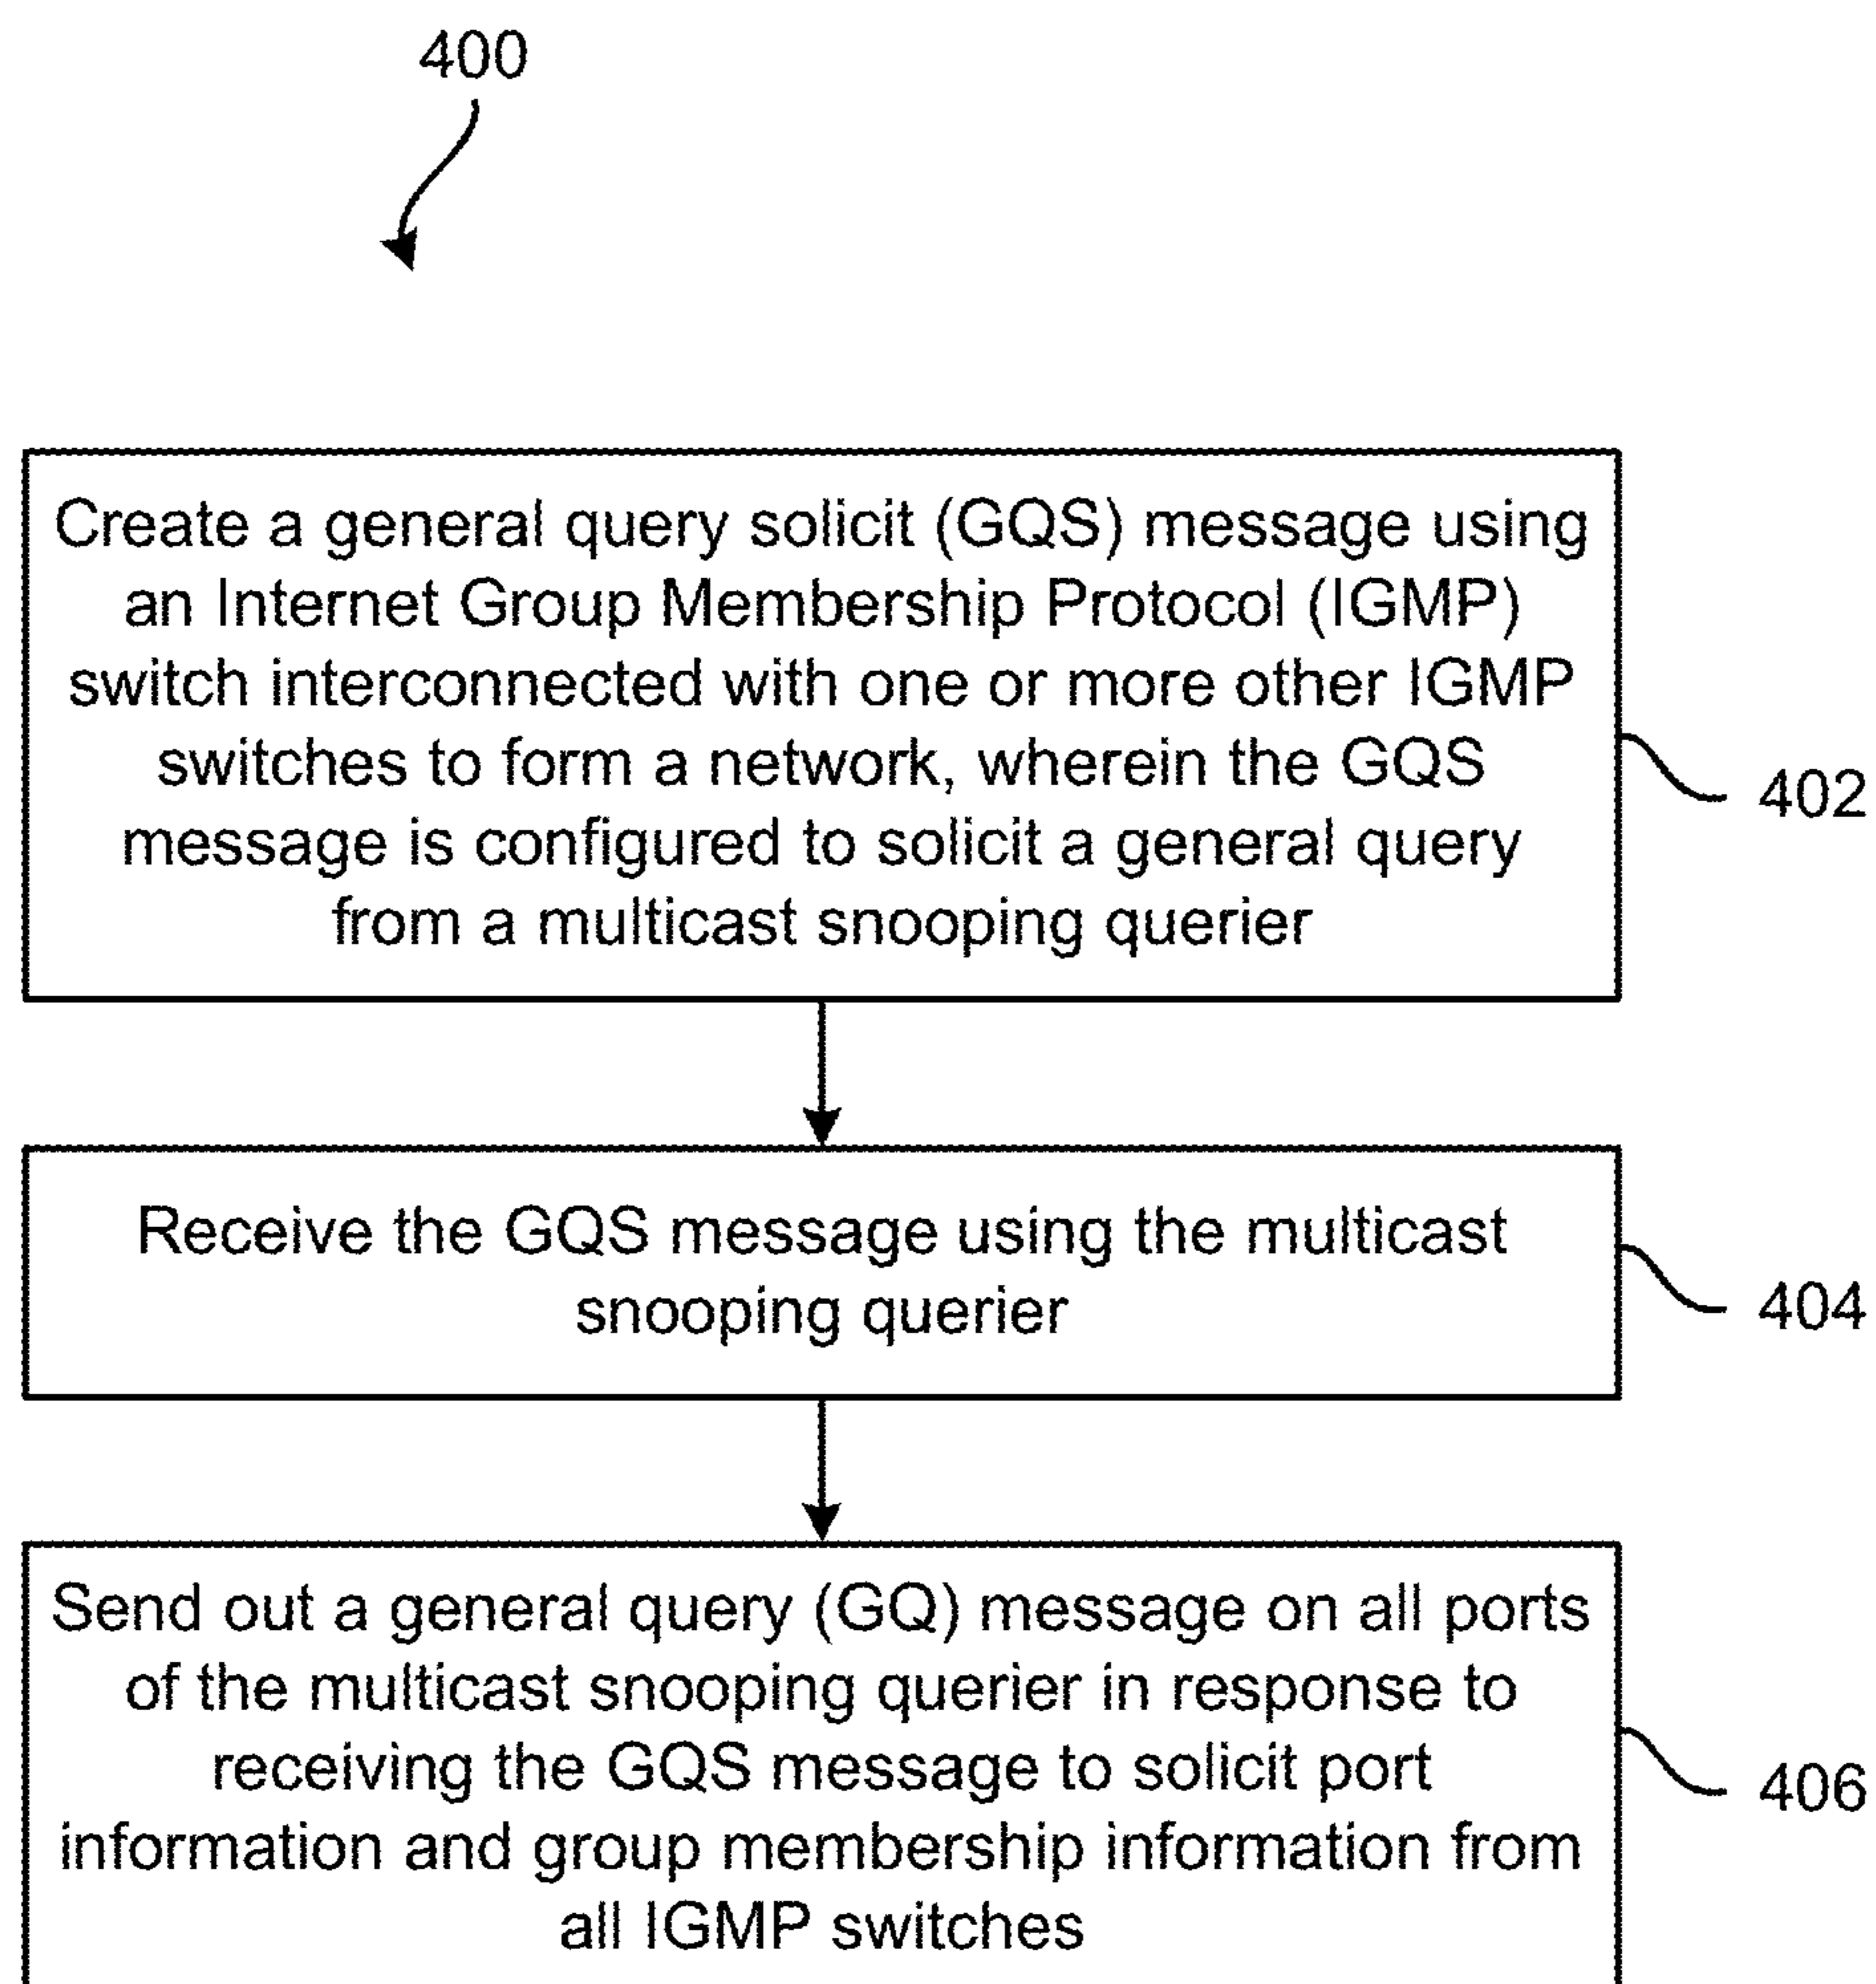 400
Create a general query solicit (GQS) message using
an Internet Group Membership Protocol (IGMP)
switch interconnected with one or more other IGMP
switches to form a network, wherein the GQS
message is configured to solicit a general query
from a multicast snooping querier
402
Receive the GQS message using the multicast
snooping querier
404
Send out a general query (GQ) message on all ports
of the multicast snooping querier in response to
receiving the GQS message to solicit port
information and group membership information from
all IGMP switches
406